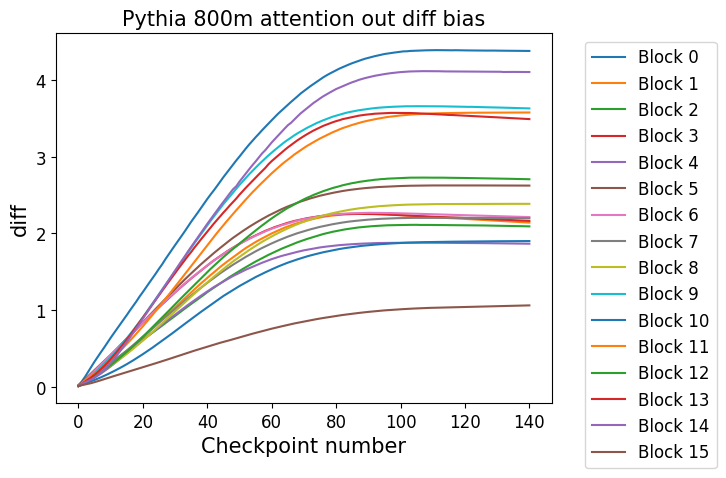 Pythia 800m attention out diff bias
diff
4
3
2
1
0
0 20 40 60 80 100 120 140
Checkpoint number
Block 0
Block 1
Block 2
Block 3
Block 4
Block 5
Block 6
Block 7
Block 8
Block 9
Block 10
Block 11
Block 12
Block 13
Block 14
Block 15